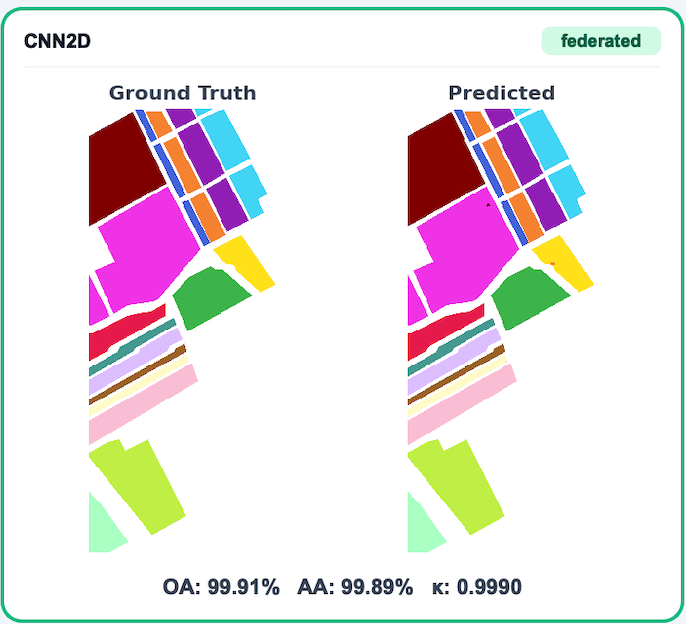 CNN2D
federated
Ground Truth
Predicted
OA: 99.91% AA: 99.89% κ: 0.9990